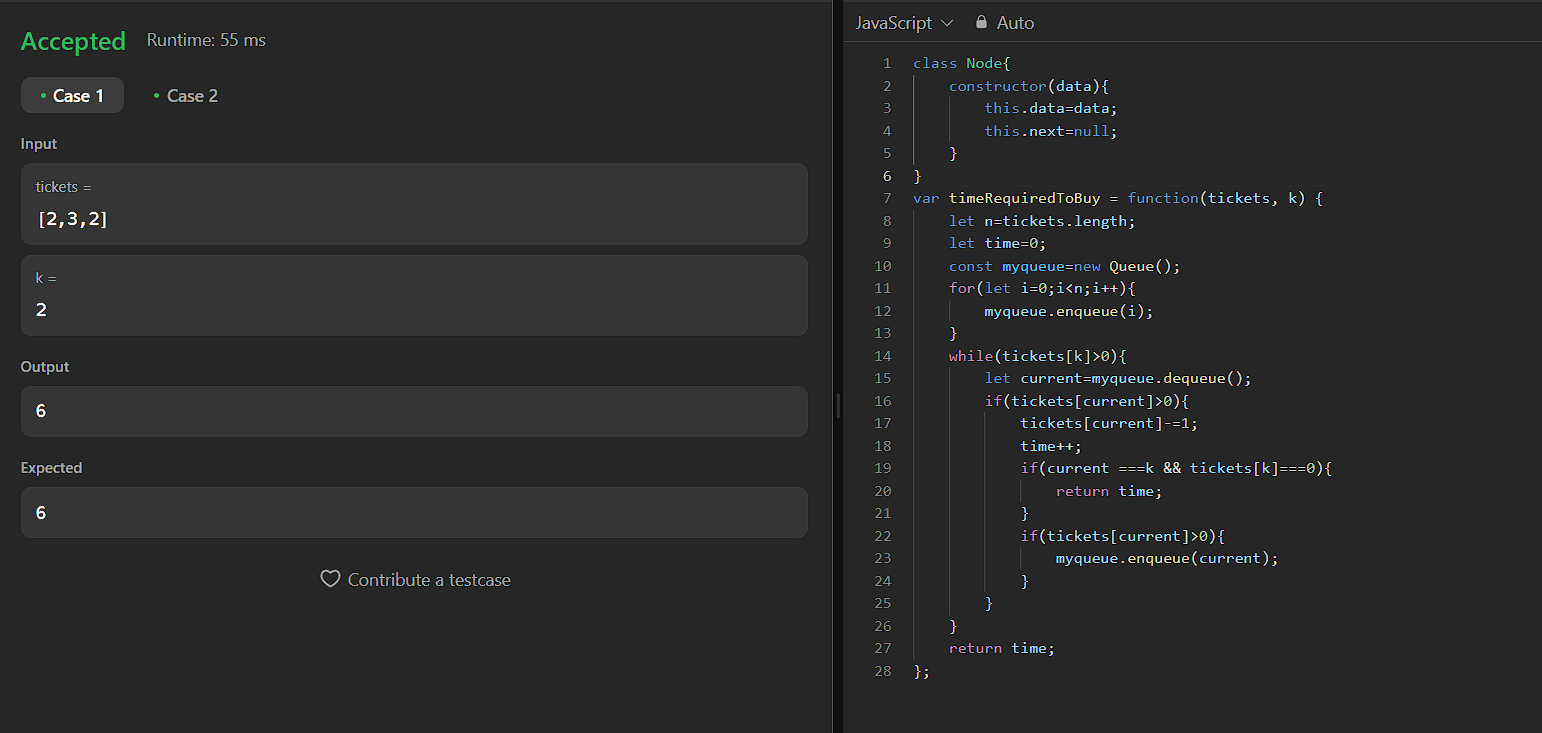 Accepted Runtime: 55 ms
• Case 1 • Case 2
Input
tickets =
[2,3,2]
k =
2
Output
6
Expected
6
Contribute a testcase
JavaScript Auto
1 class Node{
2 constructor(data){
3 this.data=data;
4 this.next=null;
5 }
6 }
7 var timeRequiredToBuy = function(tickets, k) {
8 let n=tickets.length;
9 let time=0;
10 const myqueue=new Queue();
11 for(let i=0;i<n;i++){
12 myqueue.enqueue(i);
13 }
14 while(tickets[k]>0){
15 let current=myqueue.dequeue();
16 if(tickets[current]>0){
17 tickets[current]-=1;
18 time++;
19 if(current ===k && tickets[k]===0){
20 return time;
21 }
22 if(tickets[current]>0){
23 myqueue.enqueue(current);
24 }
25 }
26 }
27 return time;
28 };